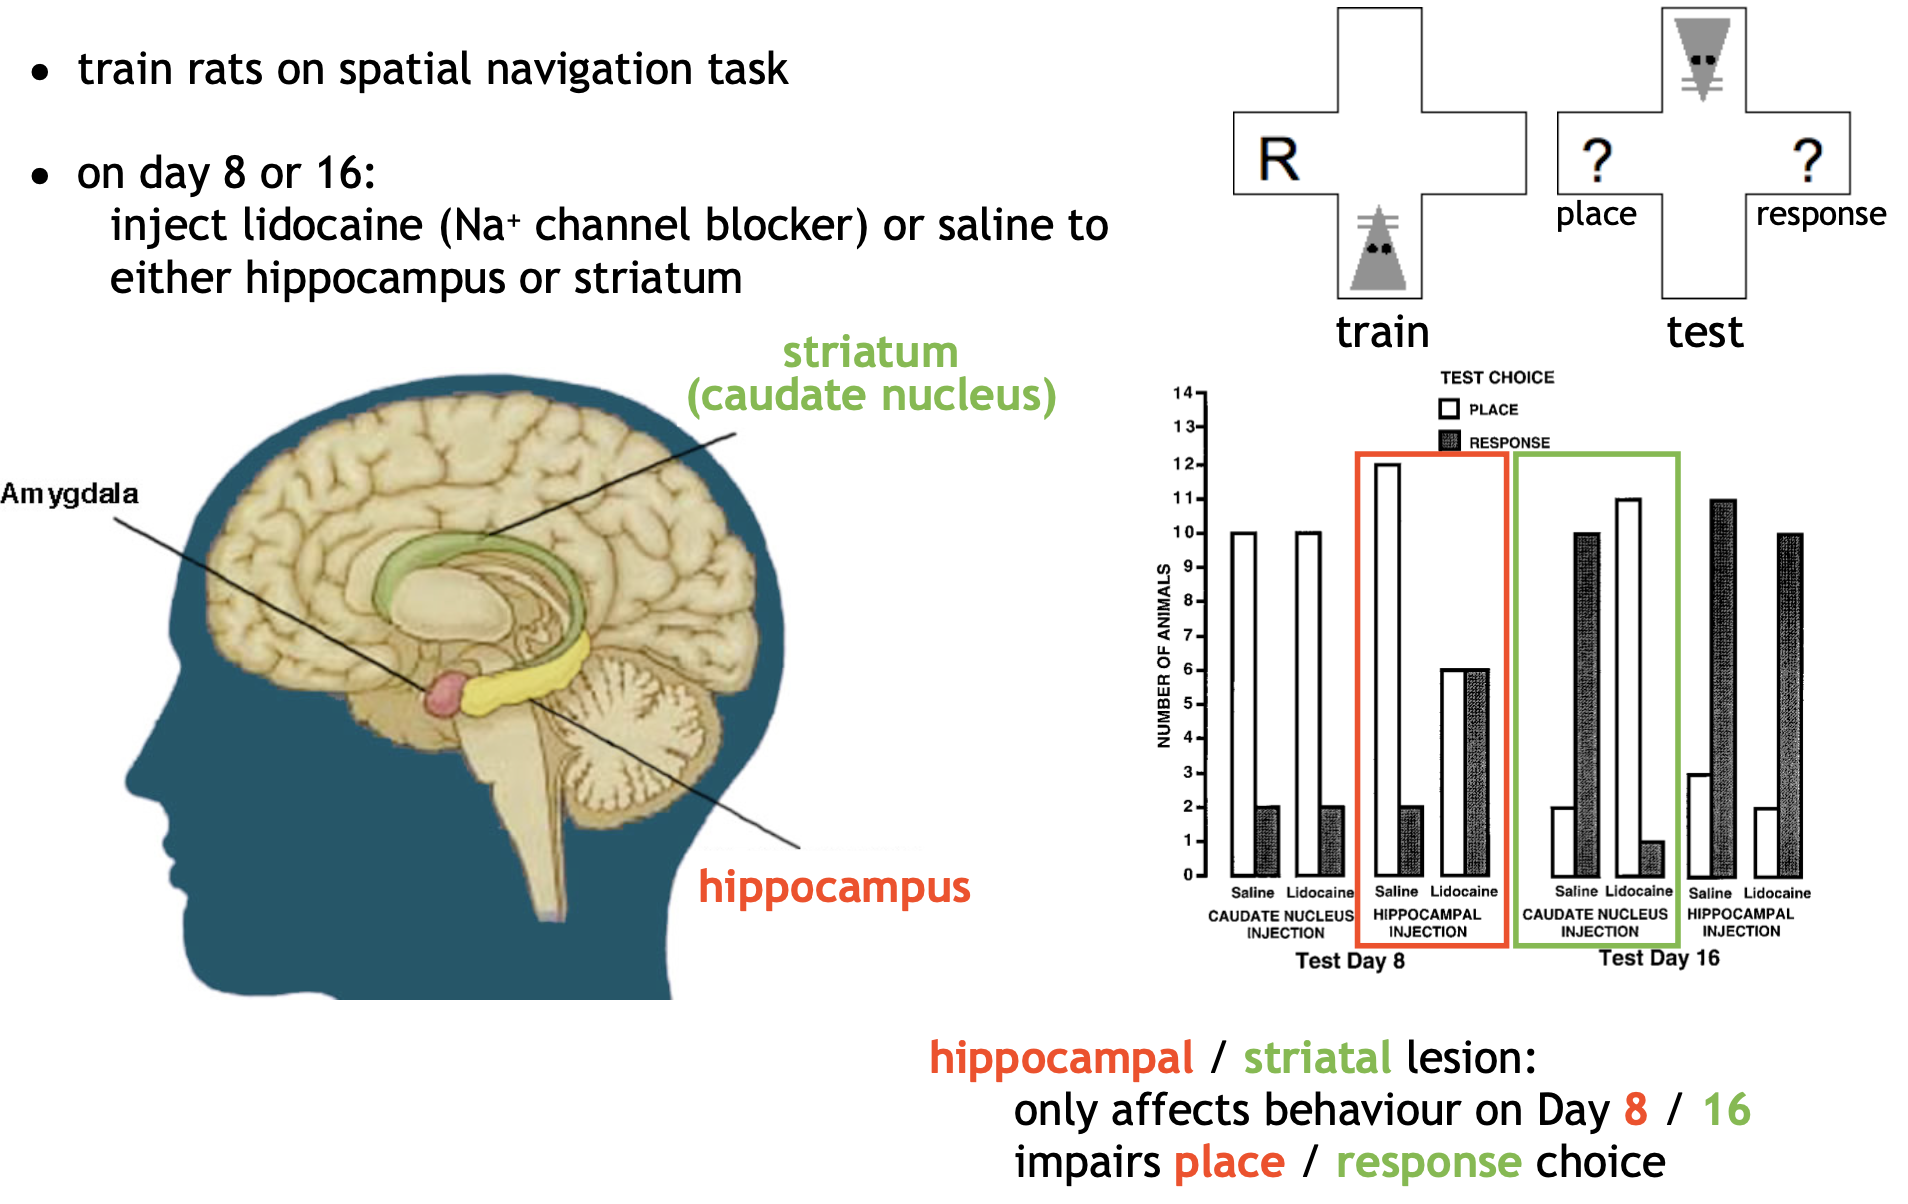 ● train rats on spatial navigation task
● on day 8 or 16:
inject lidocaine (Na⁺ channel blocker) or saline to
either hippocampus or striatum
R
? ?
place response
train test
striatum
(caudate nucleus)
Amygdala
hippocampus
TEST CHOICE
PLACE
RESPONSE
14
13
12
11
10
9
8
7
6
5
4
3
2
1
0
NUMBER OF ANIMALS
Saline Lidocaine Saline Lidocaine Saline Lidocaine Saline Lidocaine
CAUDATE NUCLEUS HIPPOCAMPAL CAUDATE NUCLEUS HIPPOCAMPAL
INJECTION INJECTION INJECTION INJECTION
Test Day 8 Test Day 16
hippocampal / striatal lesion:
only affects behaviour on Day 8 / 16
impairs place / response choice